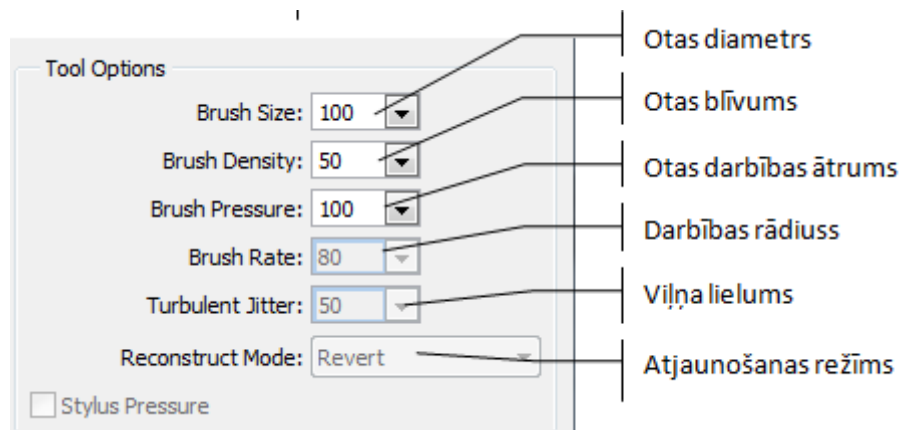 Otas diametrs
Tool Options
Brush Size: 100
Otas blīvums
Brush Density: 50
Otas darbības ātrums
Brush Pressure: 100
Darbības rādiuss
Brush Rate: 80
Viļņa lielums
Turbulent Jitter: 50
Reconstruct Mode: Revert
Atjaunošanas režīms
Stylus Pressure